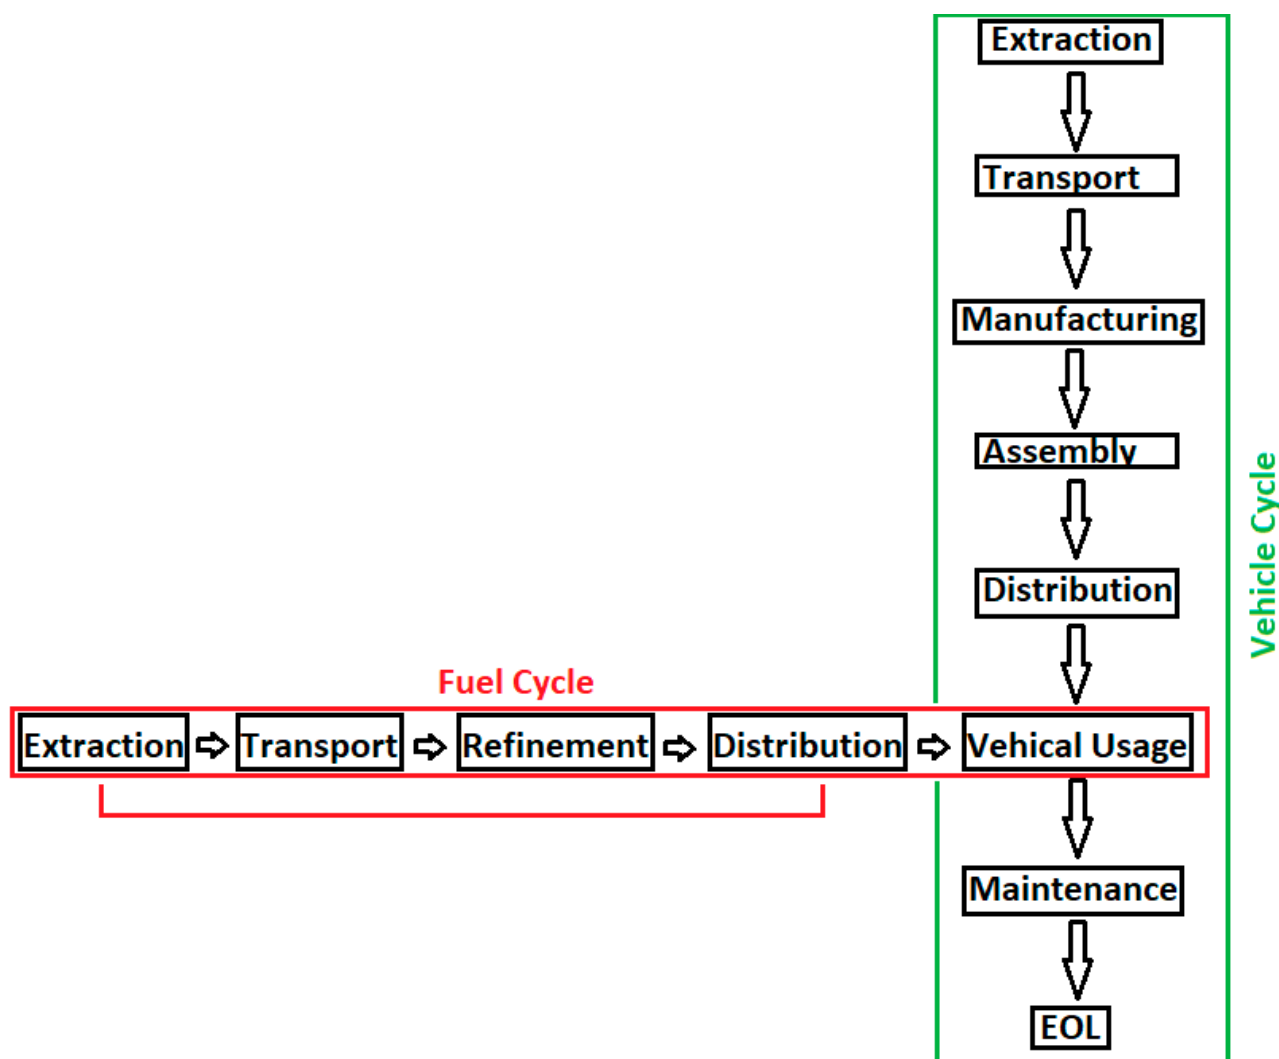 Extraction
Transport
Manufacturing
Assembly
Distribution
Vehicle Cycle
Fuel Cycle
Extraction Transport Refinement Distribution Vehical Usage
Maintenance
EOL